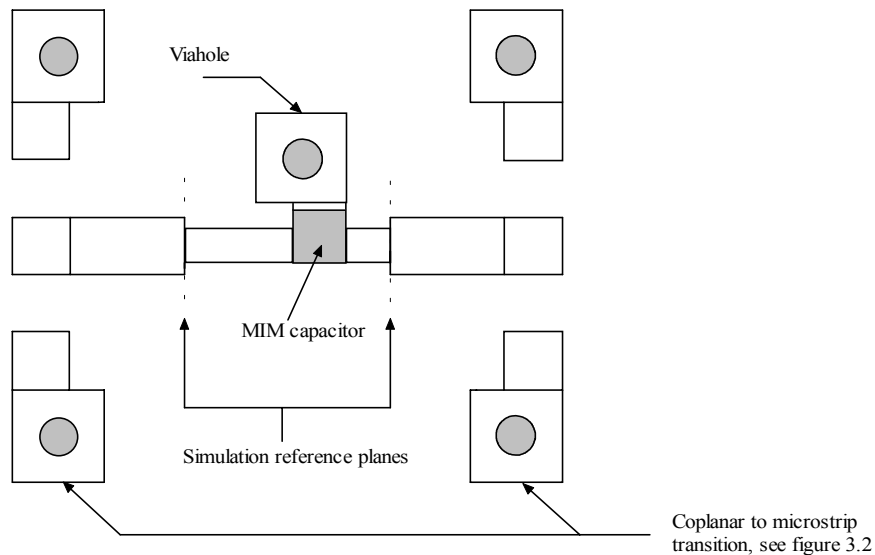 Viahole
MIM capacitor
Simulation reference planes
Coplanar to microstrip
transition, see figure 3.2